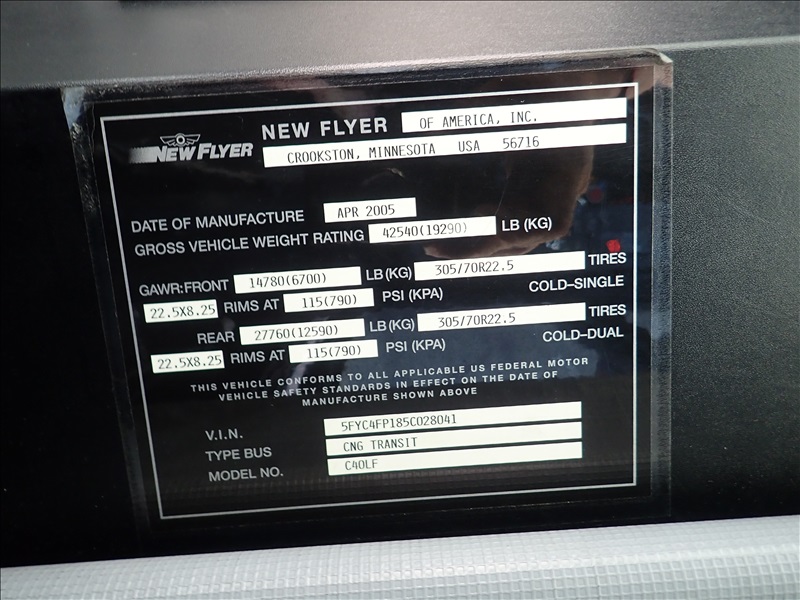 NEW FLYER
NEW FLYER OF AMERICA, INC.
CROOKSTON, MINNESOTA USA 56716
DATE OF MANUFACTURE APR 2005
GROSS VEHICLE WEIGHT RATING 42540(19290) LB (KG)
GAWR:FRONT 14780(6700) LB(KG) 305/70R22.5 TIRES
22.5X8.25 RIMS AT 115(790) PSI (KPA) COLD-SINGLE
REAR 27760(12590) LB(KG) 305/70R22.5 TIRES
22.5X8.25 RIMS AT 115(790) PSI (KPA) COLD-DUAL
THIS VEHICLE CONFORMS TO ALL APPLICABLE US FEDERAL MOTOR
VEHICLE SAFETY STANDARDS IN EFFECT ON THE DATE OF
MANUFACTURE SHOWN ABOVE
V.I.N. 5FYC4FP185C028041
TYPE BUS CNG TRANSIT
MODEL NO. C40LF